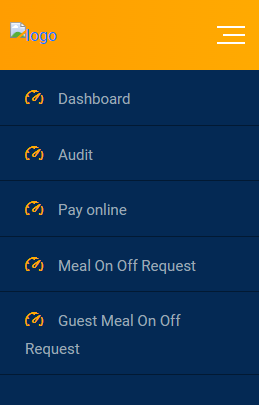 logo
Dashboard
Audit
Pay online
Meal On Off Request
Guest Meal On Off
Request